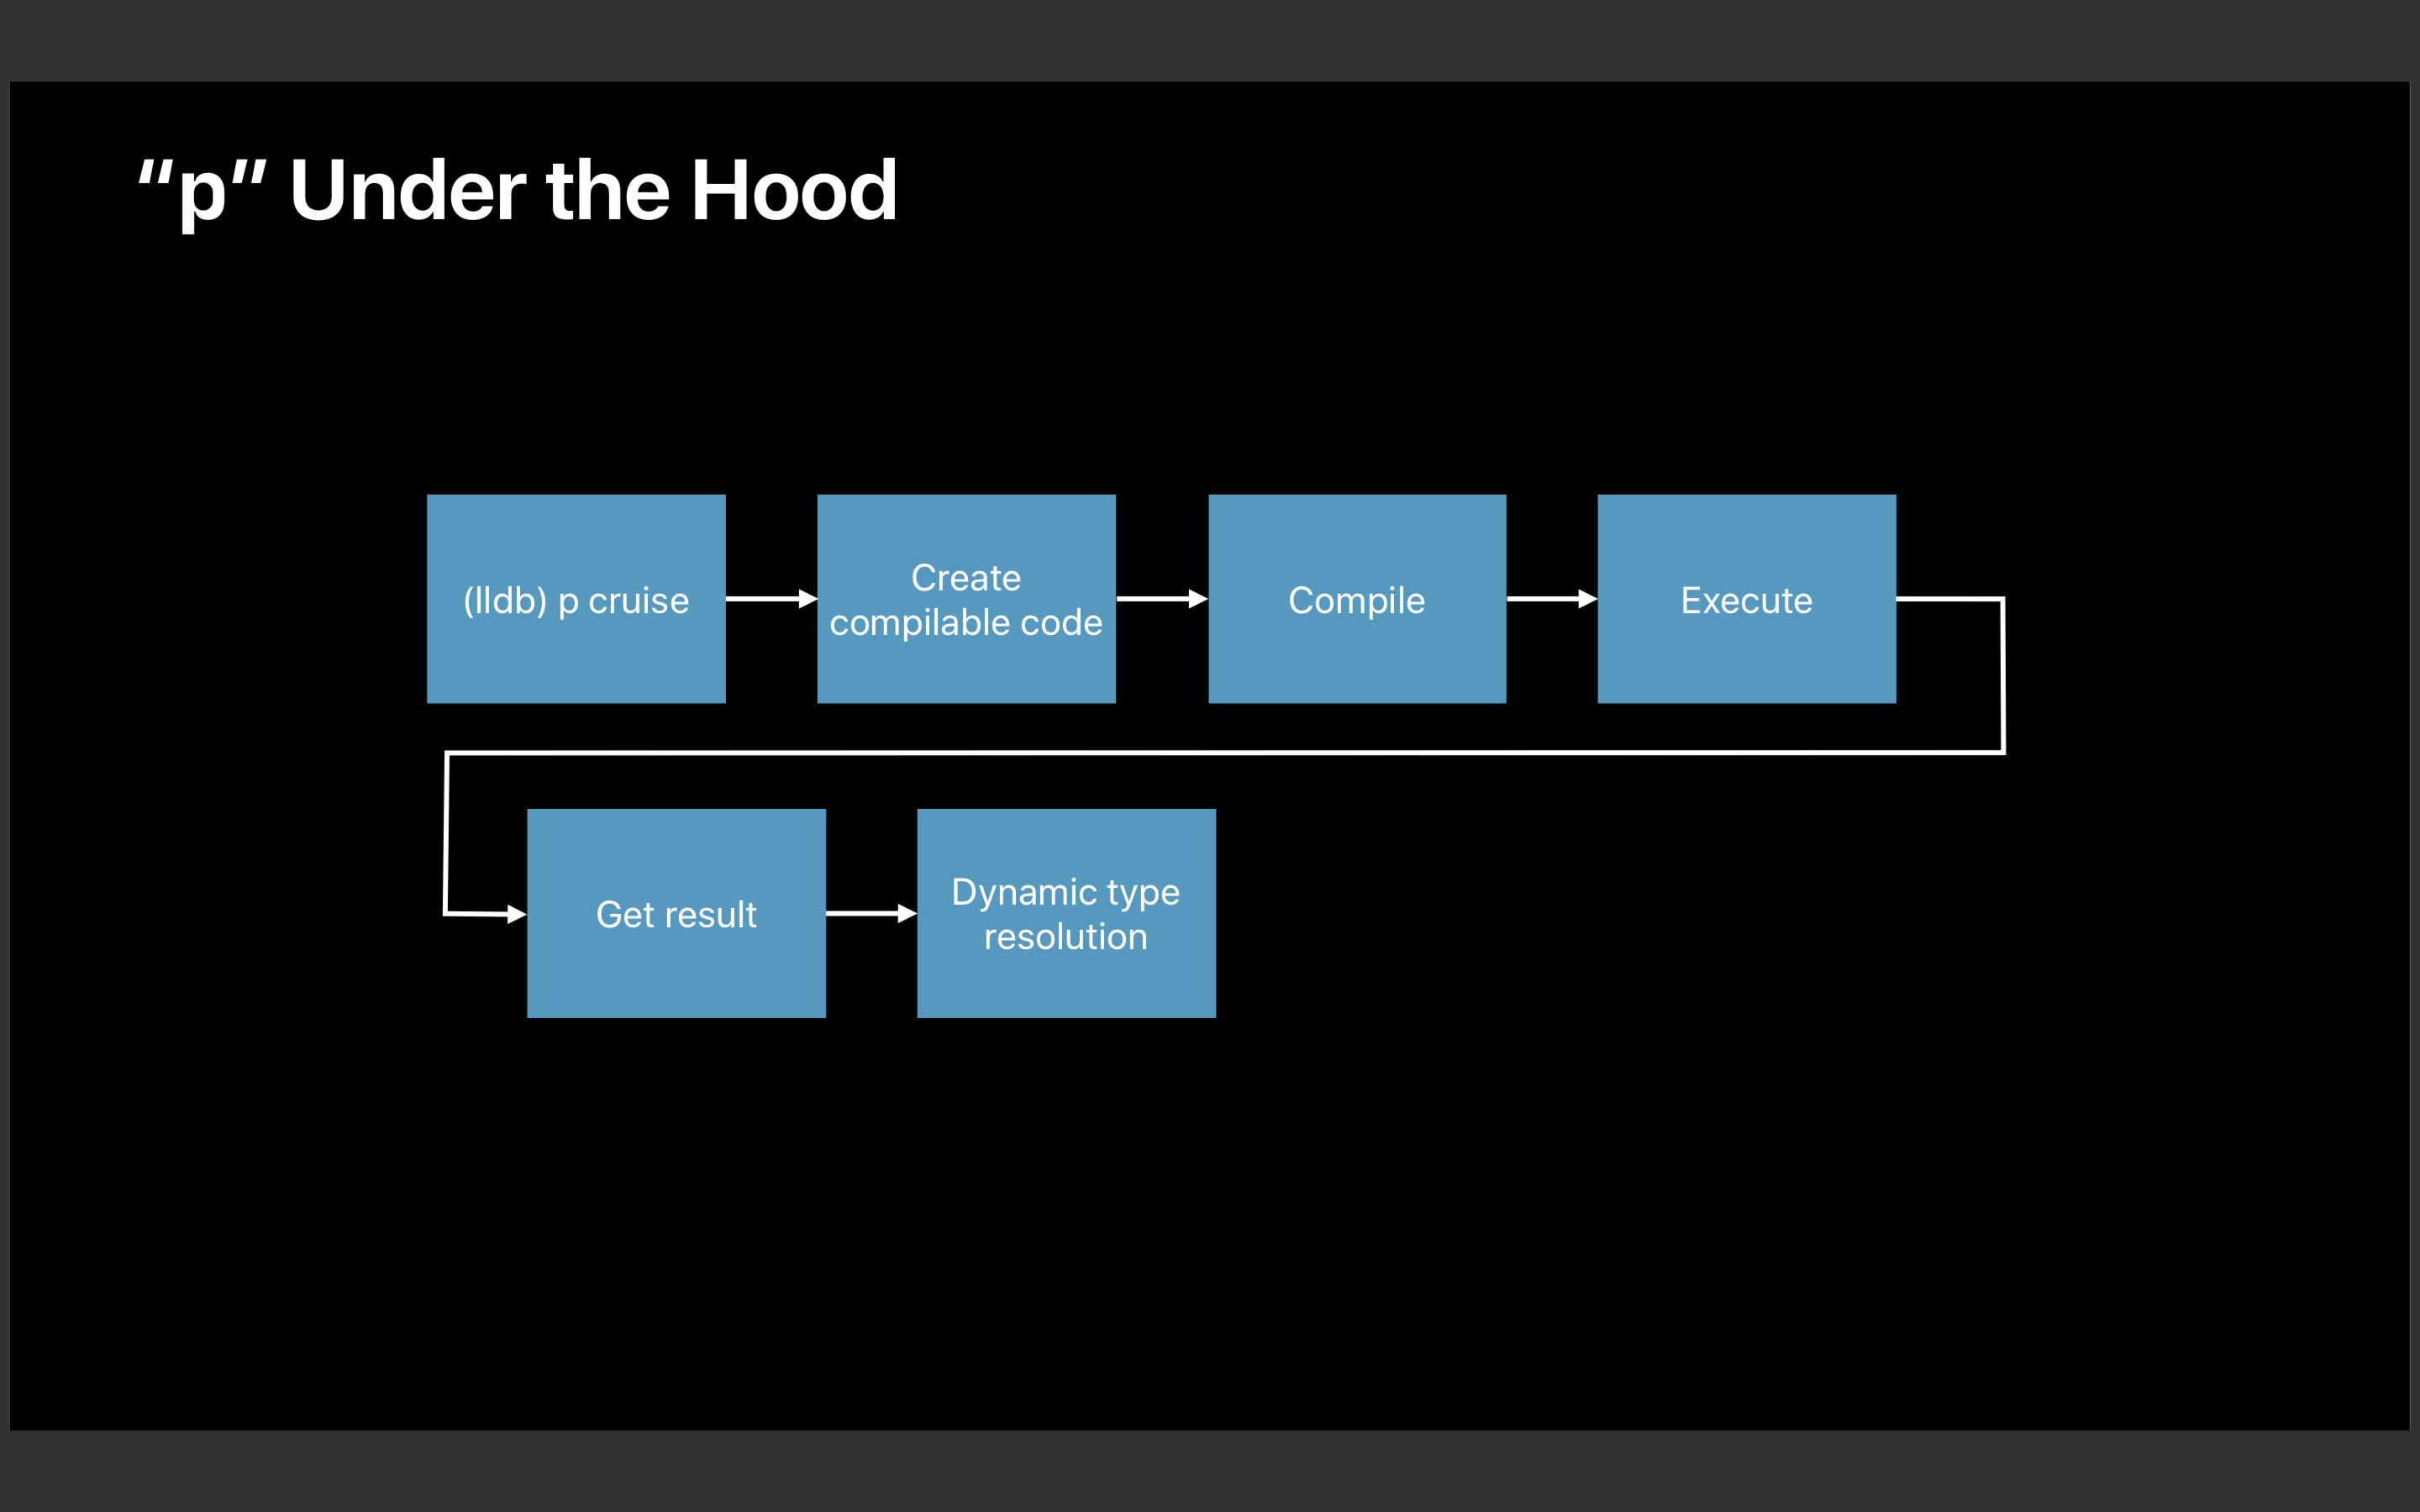 “p” Under the Hood
(lldb) p cruise
Create
compilable code
Compile
Execute
Get result
Dynamic type
resolution